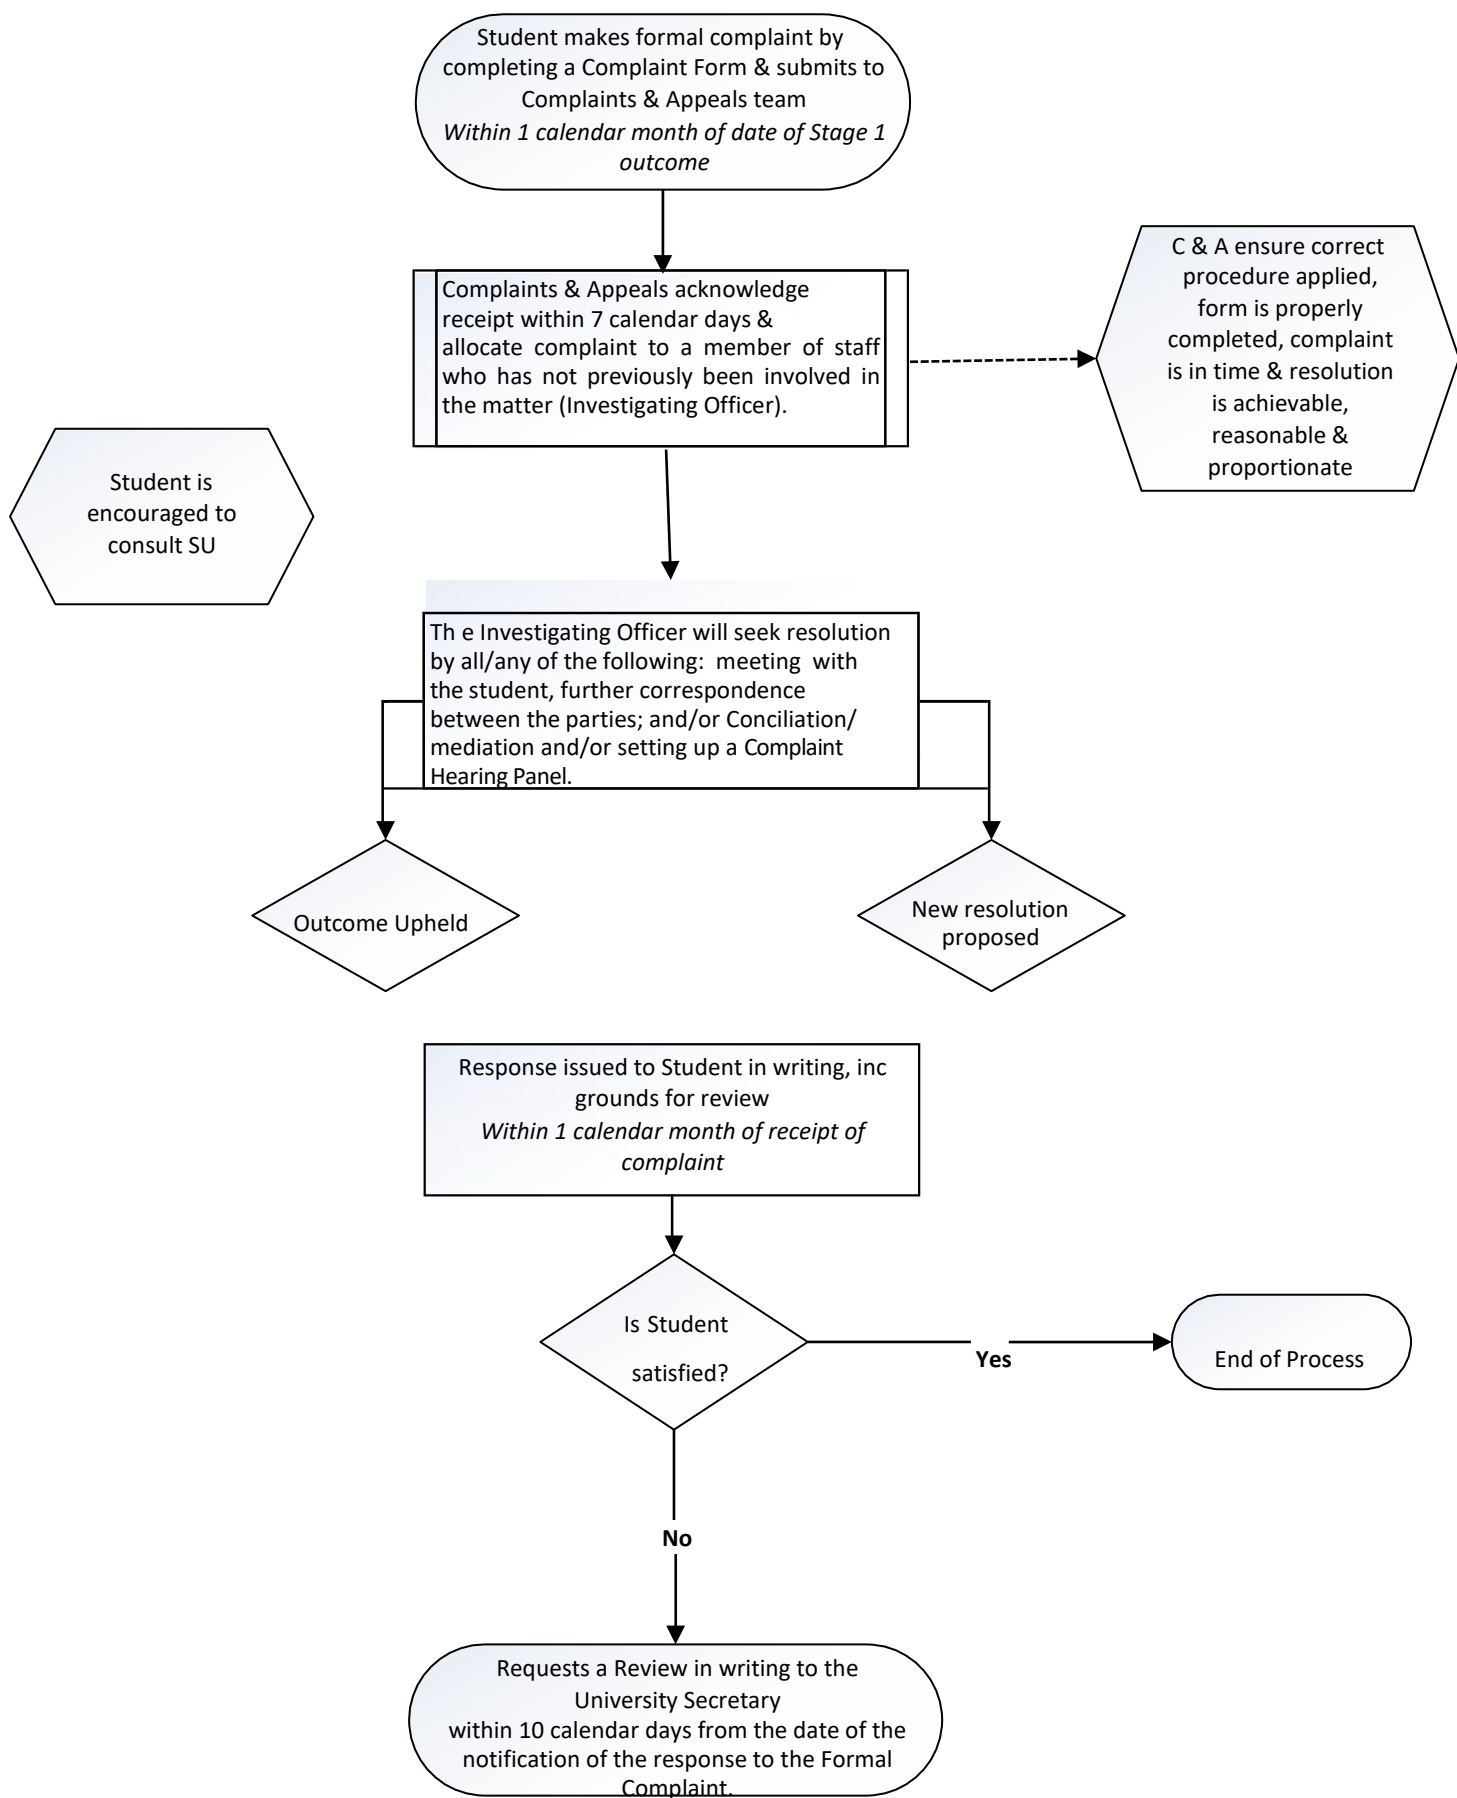 Student makes formal complaint by
completing a Complaint Form & submits to
Complaints & Appeals team
Within 1 calendar month of date of Stage 1
outcome
Complaints & Appeals acknowledge
receipt within 7 calendar days &
allocate complaint to a member of staff
who has not previously been involved in
the matter (Investigating Officer).
C & A ensure correct
procedure applied,
form is properly
completed, complaint
is in time & resolution
is achievable,
reasonable &
proportionate
Student is
encouraged to
consult SU
Th e Investigating Officer will seek resolution
by all/any of the following: meeting with
the student, further correspondence
between the parties; and/or Conciliation/
mediation and/or setting up a Complaint
Hearing Panel.
Outcome Upheld
New resolution
proposed
Response issued to Student in writing, inc
grounds for review
Within 1 calendar month of receipt of
complaint
Is Student
satisfied?
Yes
End of Process
No
Requests a Review in writing to the
University Secretary
within 10 calendar days from the date of the
notification of the response to the Formal
Complaint.